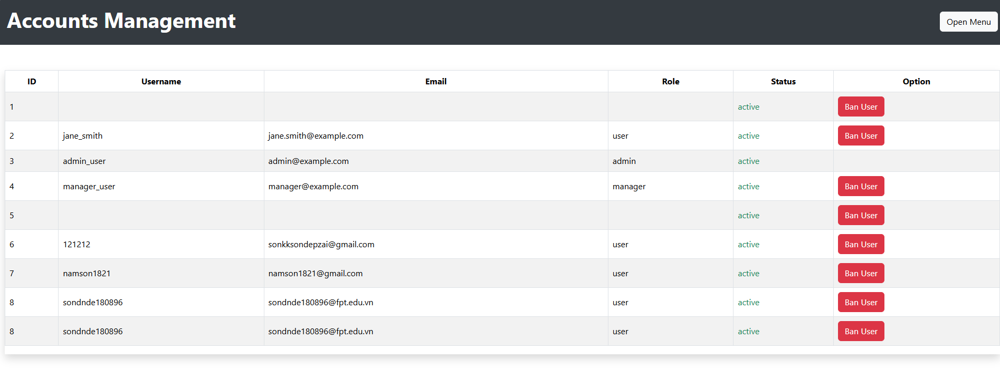 Accounts Management
Open Menu
ID Username Email Role Status Option
1 active Ban User
2 jane_smith jane.smith@example.com user active Ban User
3 admin_user admin@example.com admin active
4 manager_user manager@example.com manager active Ban User
5 active Ban User
6 121212 sonkksondepzai@gmail.com user active Ban User
7 namson1821 namson1821@gmail.com user active Ban User
8 sondnde180896 sondnde180896@fpt.edu.vn user active Ban User
8 sondnde180896 sondnde180896@fpt.edu.vn user active Ban User